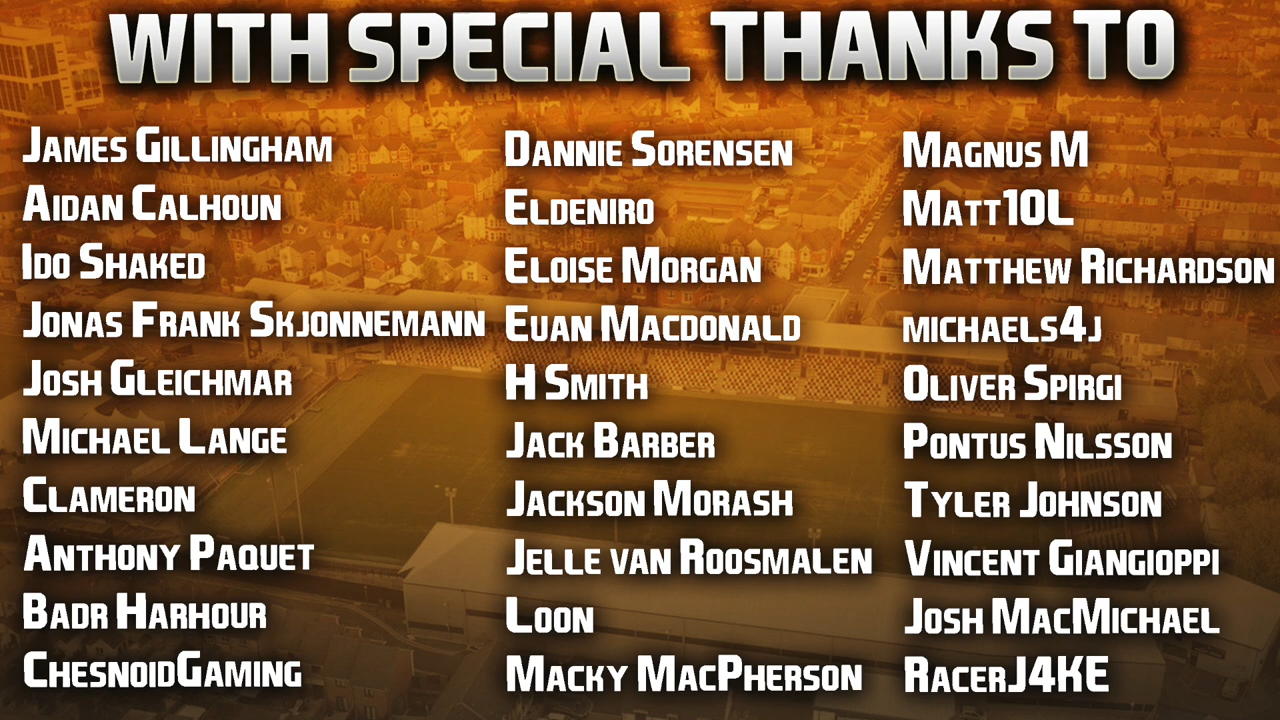 WITH SPECIAL THANKS TO
James Gillingham
Aidan Calhoun
Ido Shaked
Jonas Frank Skjonnemann
Josh Gleichmar
Michael Lange
Clameron
Anthony Paquet
Badr Harhour
ChesnoidGaming
Dannie Sorensen
Eldeniro
Eloise Morgan
Euan Macdonald
H Smith
Jack Barber
Jackson Morash
Jelle van Roosmalen
Loon
Macky MacPherson
Magnus M
Matt10L
Matthew Richardson
michaels4j
Oliver Spirgi
Pontus Nilsson
Tyler Johnson
Vincent Giangioppi
Josh MacMichael
RacerJ4KE